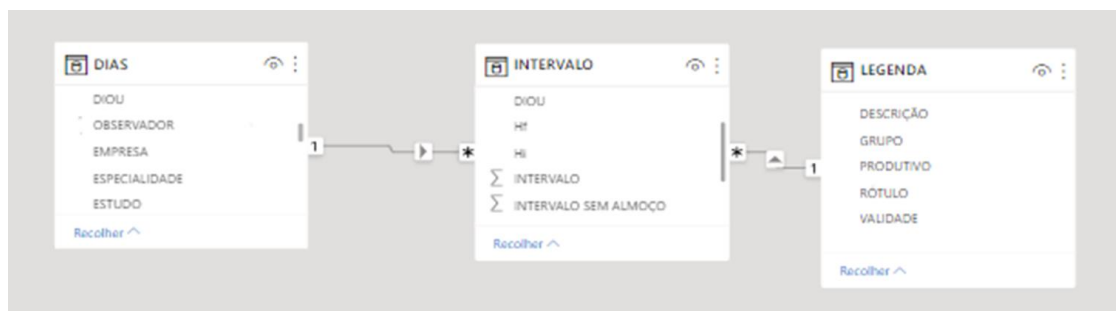 DIAS
DIOU
OBSERVADOR
EMPRESA
ESPECIALIDADE
ESTUDO
Recolher
1
*
INTERVALO
DIOU
Hf
Hi
∑ INTERVALO
∑ INTERVALO SEM ALMOÇO
Recolher
*
1
LEGENDA
DESCRIÇÃO
GRUPO
PRODUTIVO
ROTULO
VALIDADE
Recolher